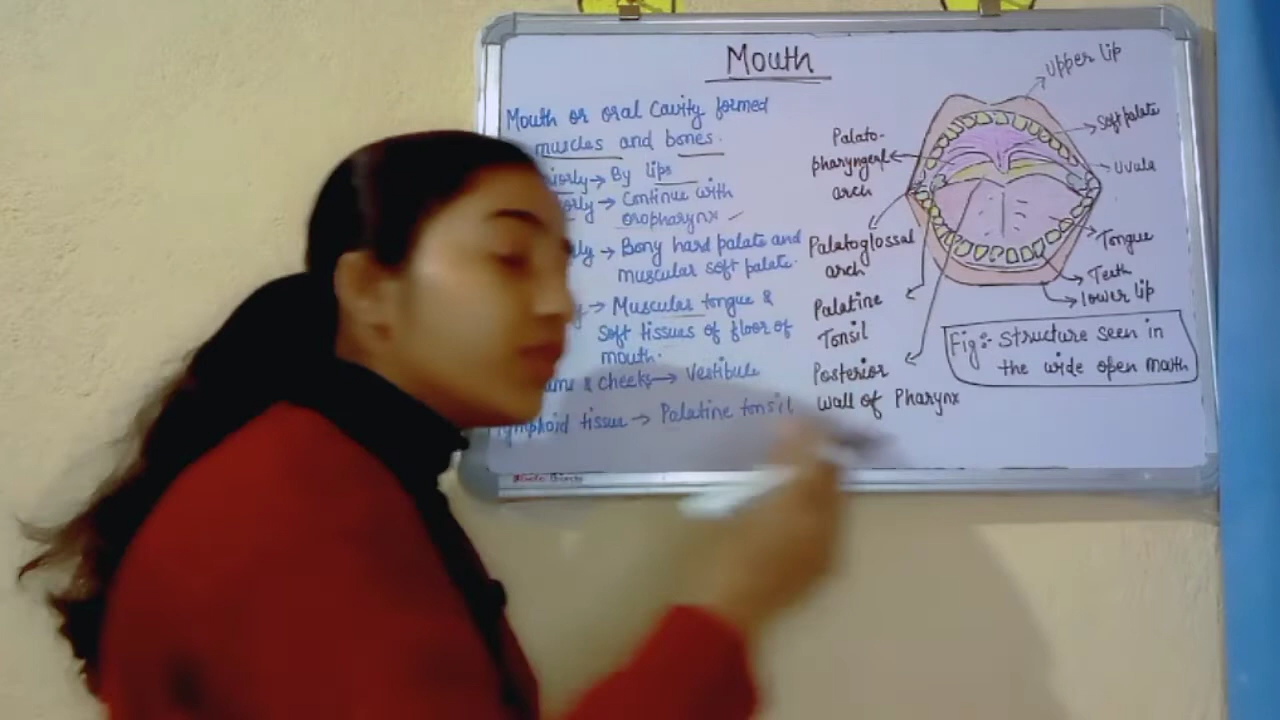 Mouth
Mouth or oral Cavity formed
muscles and bones.
→ By lips
→ Continue with
oropharynx
→ Bony hard palate and
muscular soft palate.
→ Muscular tongue &
Soft tissues of floor of
mouth.
& cheeks → Vestibule
lymphoid tissue → Palatine tonsil
Upper lip
Soft palate
Uvula
Tongue
Teeth
lower lip
Palato-
pharyngeal
arch
Palatoglossal
arch
Palatine
Tonsil
Posterior
wall of Pharynx
Fig:- Structure seen in
the wide open mouth